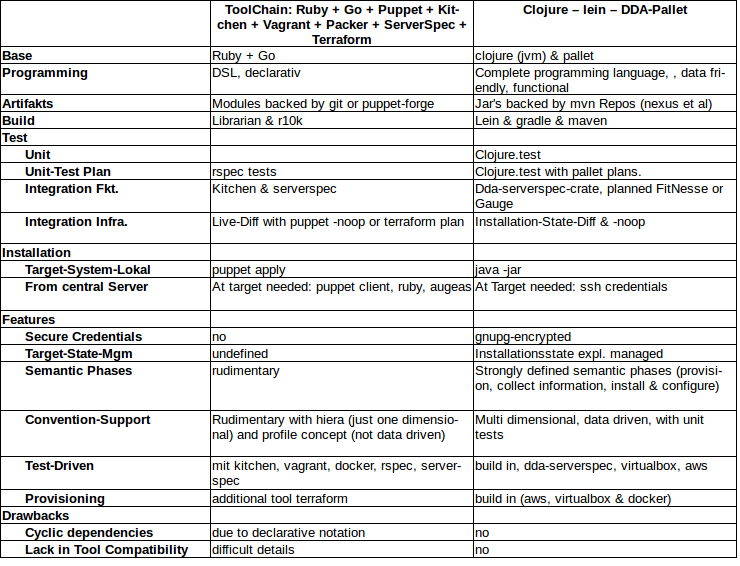 ToolChain: Ruby + Go + Puppet + Kit-
chen + Vagrant + Packer + ServerSpec +
Terraform
Clojure – lein – DDA-Pallet
Base
Ruby + Go
clojure (jvm) & pallet
Programming
DSL, declarativ
Complete programming language, , data fri-
endly, functional
Artifakts
Modules backed by git or puppet-forge
Jar's backed by mvn Repos (nexus et al)
Build
Librarian & r10k
Lein & gradle & maven
Test
Unit
Clojure.test
Unit-Test Plan
rspec tests
Clojure.test with pallet plans.
Integration Fkt.
Kitchen & serverspec
Dda-serverspec-crate, planned FitNesse or
Gauge
Integration Infra.
Live-Diff with puppet -noop or terraform plan
Installation-State-Diff & -noop
Installation
Target-System-Lokal
puppet apply
java -jar
From central Server
At target needed: puppet client, ruby, augeas
At Target needed: ssh credentials
Features
Secure Credentials
no
gnupg-encrypted
Target-State-Mgm
undefined
Installationsstate expl. managed
Semantic Phases
rudimentary
Strongly defined semantic phases (provisi-
on, collect information, install & configure)
Convention-Support
Rudimentary with hiera (just one dimensio-
nal) and profile concept (not data driven)
Multi dimensional, data driven, with unit
tests
Test-Driven
mit kitchen, vagrant, docker, rspec, server-
spec
build in, dda-serverspec, virtualbox, aws
Provisioning
additional tool terraform
build in (aws, virtualbox & docker)
Drawbacks
Cyclic dependencies
due to declarative notation
no
Lack in Tool Compatibility
difficult details
no